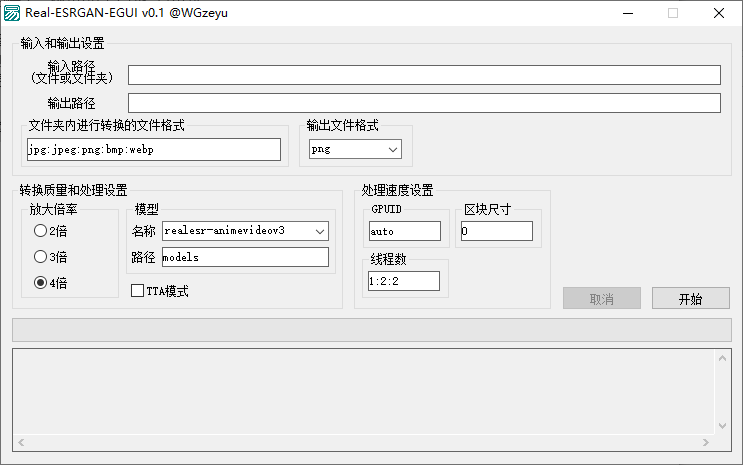 Real-ESRGAN-EGUI v0.1 @WGzeyu
输入和输出设置
输入路径
(文件或文件夹)
输出路径
文件夹内进行转换的文件格式
输出文件格式
jpg:jpeg:png:bmp:webp
png
转换质量和处理设置
处理速度设置
放大倍率
模型
GPUID
区块尺寸
2倍
名称
realesr-animevideov3
auto
0
3倍
路径
models
线程数
4倍
TTA模式
1:2:2
取消
开始